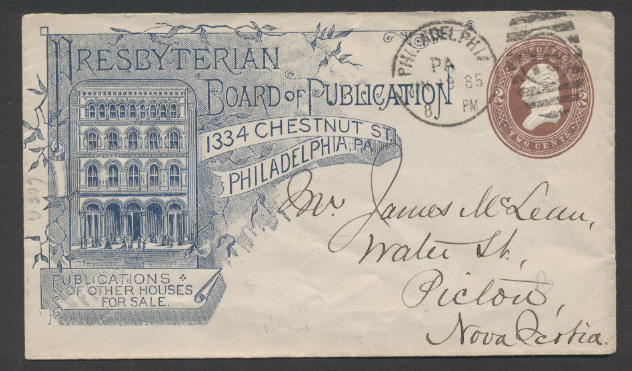 PRESBYTERIAN
BOARD OF PUBLICATION
1334 CHESTNUT ST.
PHILADELPHIA, PA.
PUBLICATIONS
OF OTHER HOUSES
FOR SALE.
PHILADELPHIA
PA
85
8 PM
TWO CENTS
Mr. James McLean,
Water St.,
Pictou,
Nova Scotia.